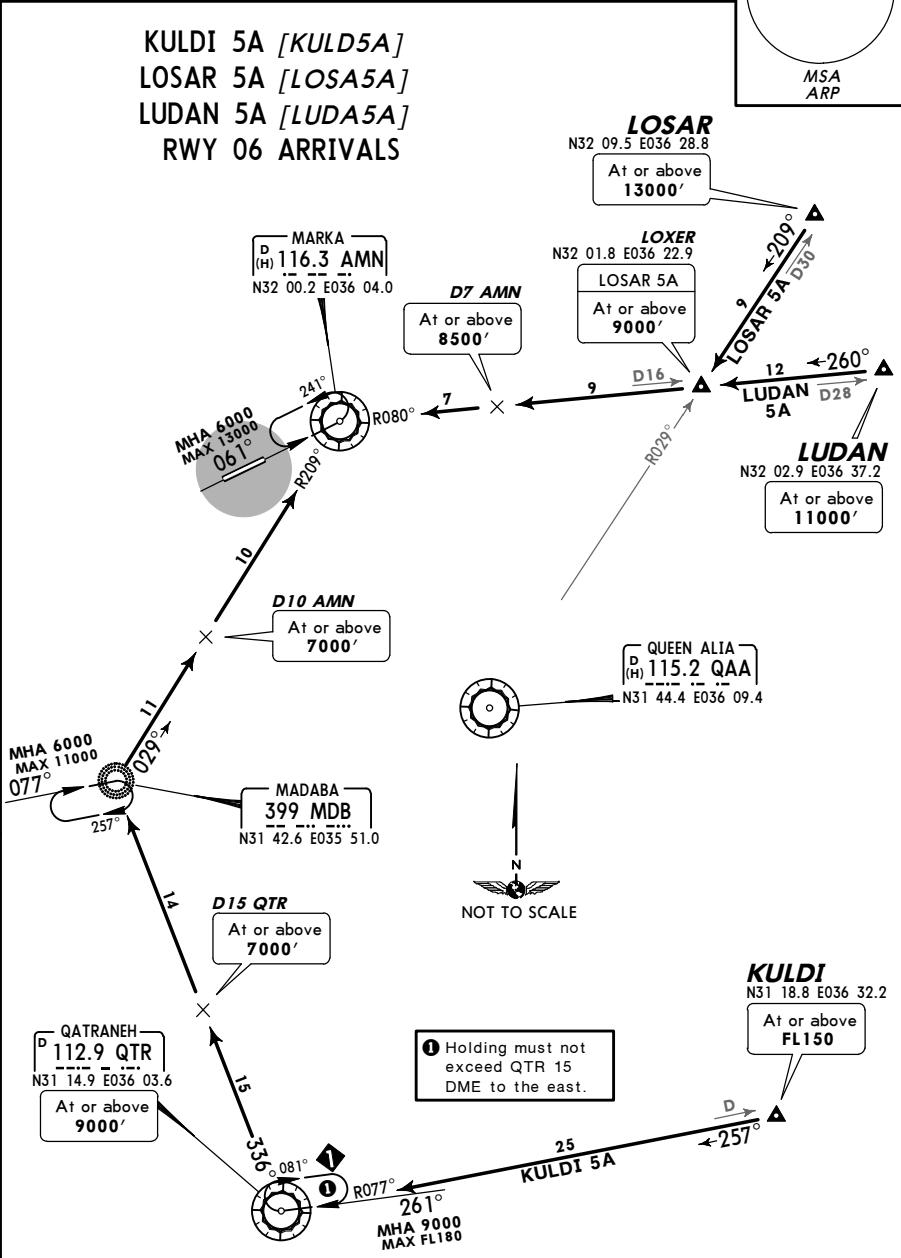 KULDI 5A [KULD5A]
LOSAR 5A [LOSA5A]
LUDAN 5A [LUDA5A]
RWY 06 ARRIVALS
MSA
ARP
LOSAR
N32 09.5 E036 28.8
At or above
13000'
209°
D30
9
LOSAR 5A
MARKA
D
(H) 116.3 AMN
N32 00.2 E036 04.0
LOXER
N32 01.8 E036 22.9
LOSAR 5A
At or above
9000'
D7 AMN
At or above
8500'
260°
12
LUDAN
5A
D28
D16
9
7
R080°
241°
MHA 6000
MAX 13000
061°
R209°
R029°
LUDAN
N32 02.9 E036 37.2
At or above
11000'
10
D10 AMN
At or above
7000'
QUEEN ALIA
D
(H) 115.2 QAA
N31 44.4 E036 09.4
11
029°
MHA 6000
MAX 11000
077°
257°
MADABA
399 MDB
N31 42.6 E035 51.0
N
NOT TO SCALE
14
D15 QTR
At or above
7000'
KULDI
N31 18.8 E036 32.2
At or above
FL150
QATRANEH
D 112.9 QTR
N31 14.9 E036 03.6
At or above
9000'
1 Holding must not
exceed QTR 15
DME to the east.
15
336°
081°
1
1
R077°
261°
MHA 9000
MAX FL180
25
KULDI 5A
D
257°